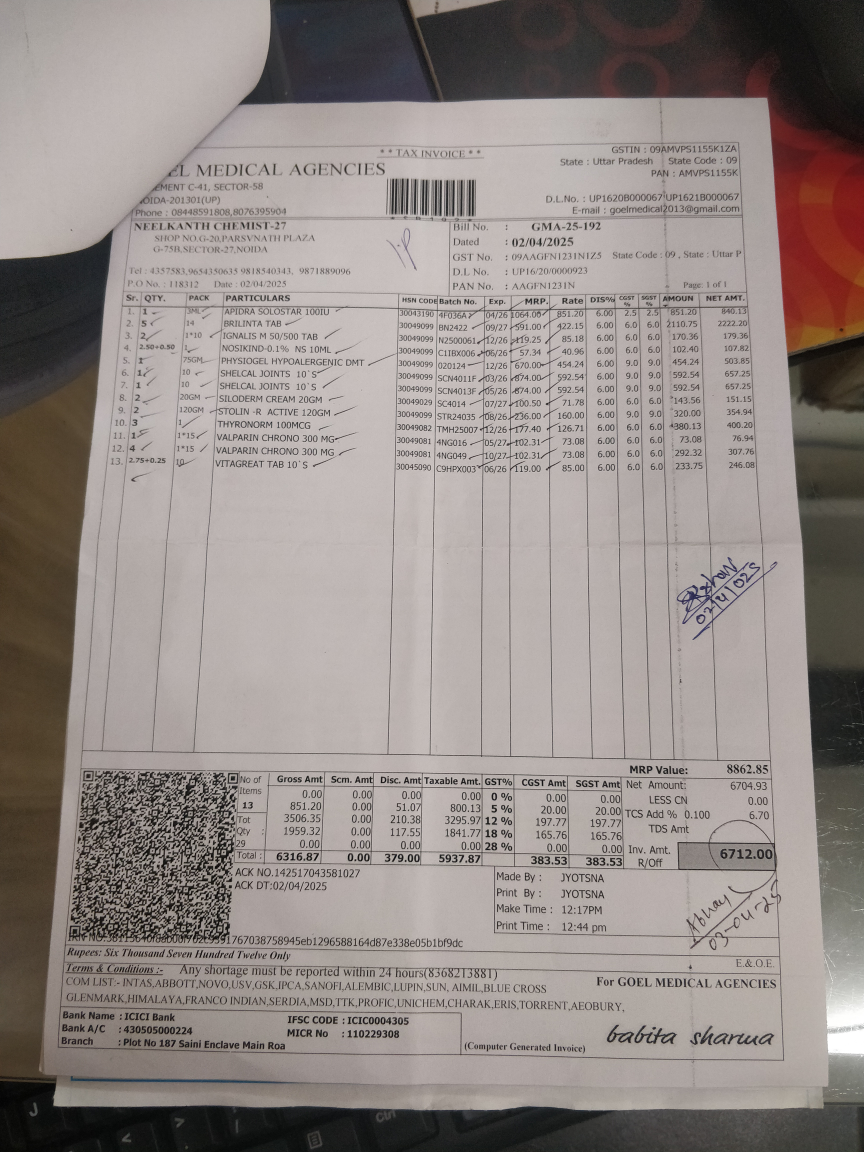 ** TAX INVOICE **
GSTIN : 09AMVPS1155K1ZA
State : Uttar Pradesh State Code : 09
PAN : AMVPS1155K
EL MEDICAL AGENCIES
EMENT C-41, SECTOR-58
NOIDA-201301(UP)
Phone : 08448591808,8076395904
D.L.No. : UP1620B000067 UP1621B000067
E-mail : goelmedical2013@gmail.com
NEELKANTH CHEMIST-27
SHOP NO.G-20,PARSVNATH PLAZA
G-75B,SECTOR-27,NOIDA
Tel : 4357583,9654350635 9818540343, 9871889096
P.O No. : 118312 Date : 02/04/2025
Bill No. : GMA-25-192
Dated : 02/04/2025
GST No. : 09AAGFN1231N1Z5 State Code : 09 , State : Uttar P
D.L No. : UP16/20/0000923
PAN No. : AAGFN1231N Page: 1 of 1
Sr. QTY. PACK PARTICULARS HSN CODE Batch No. Exp. MRP. Rate DIS% CGST % SGST % AMOUN NET AMT.
1. 1 3ML APIDRA SOLOSTAR 100IU 30043190 4F036A 04/26 1064.00 851.20 6.00 2.5 2.5 851.20 840.13
2. 5 14 BRILINTA TAB 30049099 BN2422 09/27 591.00 422.15 6.00 6.0 6.0 2110.75 2222.20
3. 2 1*10 IGNALIS M 50/500 TAB 30049099 N2500061 12/26 119.25 85.18 6.00 6.0 6.0 170.36 179.36
4. 2.50+0.50 1 NOSIKIND-0.1% NS 10ML 30049099 C1IBX006 06/26 57.34 40.96 6.00 6.0 6.0 102.40 107.82
5. 1 75GM PHYSIOGEL HYPOALERGENIC DMT 30049099 020124 12/26 670.00 454.24 6.00 9.0 9.0 454.24 503.85
6. 1 10 SHELCAL JOINTS 10`S 30049099 SCN4011F 03/26 874.00 592.54 6.00 9.0 9.0 592.54 657.25
7. 1 10 SHELCAL JOINTS 10`S 30049099 SCN4013F 05/26 874.00 592.54 6.00 9.0 9.0 592.54 657.25
8. 2 20GM SILODERM CREAM 20GM 30049029 SC4014 07/27 100.50 71.78 6.00 6.0 6.0 143.56 151.15
9. 2 120GM STOLIN -R ACTIVE 120GM 30049099 STR24035 08/26 236.00 160.00 6.00 9.0 9.0 320.00 354.94
10. 3 1 THYRONORM 100MCG 30049082 TMH25007 12/26 177.40 126.71 6.00 6.0 6.0 380.13 400.20
11. 1 1*15 VALPARIN CHRONO 300 MG 30049081 4NG016 05/27 102.31 73.08 6.00 6.0 6.0 73.08 76.94
12. 4 1*15 VALPARIN CHRONO 300 MG 30049081 4NG049 10/27 102.31 73.08 6.00 6.0 6.0 292.32 307.76
13. 2.75+0.25 10 VITAGREAT TAB 10`S 30045090 C9HPX003 06/26 119.00 85.00 6.00 6.0 6.0 233.75 246.08
02/4/025
MRP Value: 8862.85
No of Items 13 Tot Qty : 29
Gross Amt Scm. Amt Disc. Amt Taxable Amt. GST% CGST Amt SGST Amt
0.00 0.00 0.00 0.00 0 % 0.00 0.00
851.20 0.00 51.07 800.13 5 % 20.00 20.00
3506.35 0.00 210.38 3295.97 12 % 197.77 197.77
1959.32 0.00 117.55 1841.77 18 % 165.76 165.76
0.00 0.00 0.00 0.00 28 % 0.00 0.00
Total : 6316.87 0.00 379.00 5937.87 383.53 383.53
Net Amount: 6704.93
LESS CN 0.00
TCS Add % 0.100 6.70
TDS Amt
Inv. Amt. 6712.00
R/Off
ACK NO.142517043581027
ACK DT:02/04/2025
Made By : JYOTSNA
Print By : JYOTSNA
Make Time : 12:17PM
Print Time : 12:44 pm
Abhay
03-04-25
Rupees: Six Thousand Seven Hundred Twelve Only
E.& O.E.
Terms & Conditions :- Any shortage must be reported within 24 hours(8368213881)
COM LIST:- INTAS,ABBOTT,NOVO,USV,GSK,IPCA,SANOFI,ALEMBIC,LUPIN,SUN, AIMIL,BLUE CROSS
GLENMARK,HIMALAYA,FRANCO INDIAN,SERDIA,MSD,TTK,PROFIC,UNICHEM,CHARAK,ERIS,TORRENT,AEOBURY,
For GOEL MEDICAL AGENCIES
Bank Name : ICICI Bank IFSC CODE : ICIC0004305
Bank A/C : 430505000224 MICR No : 110229308
Branch : Plot No 187 Saini Enclave Main Roa
(Computer Generated Invoice)
babita sharma
J
Ctrl